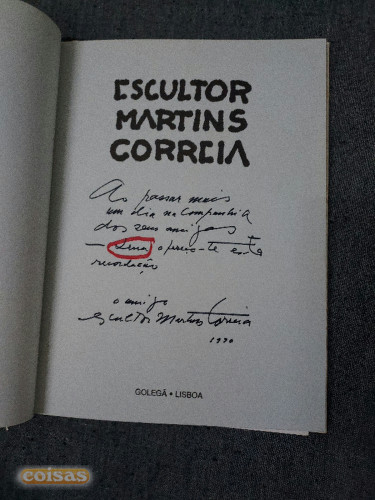 ESCULTOR
MARTINS
CORREIA
Ao passar mais
um dia na companhia
dos seus amigos
— Lena ofereço-te esta
recordação
o amigo
Escultor Martins Correia
1990
GOLEGÃ • LISBOA
coisas